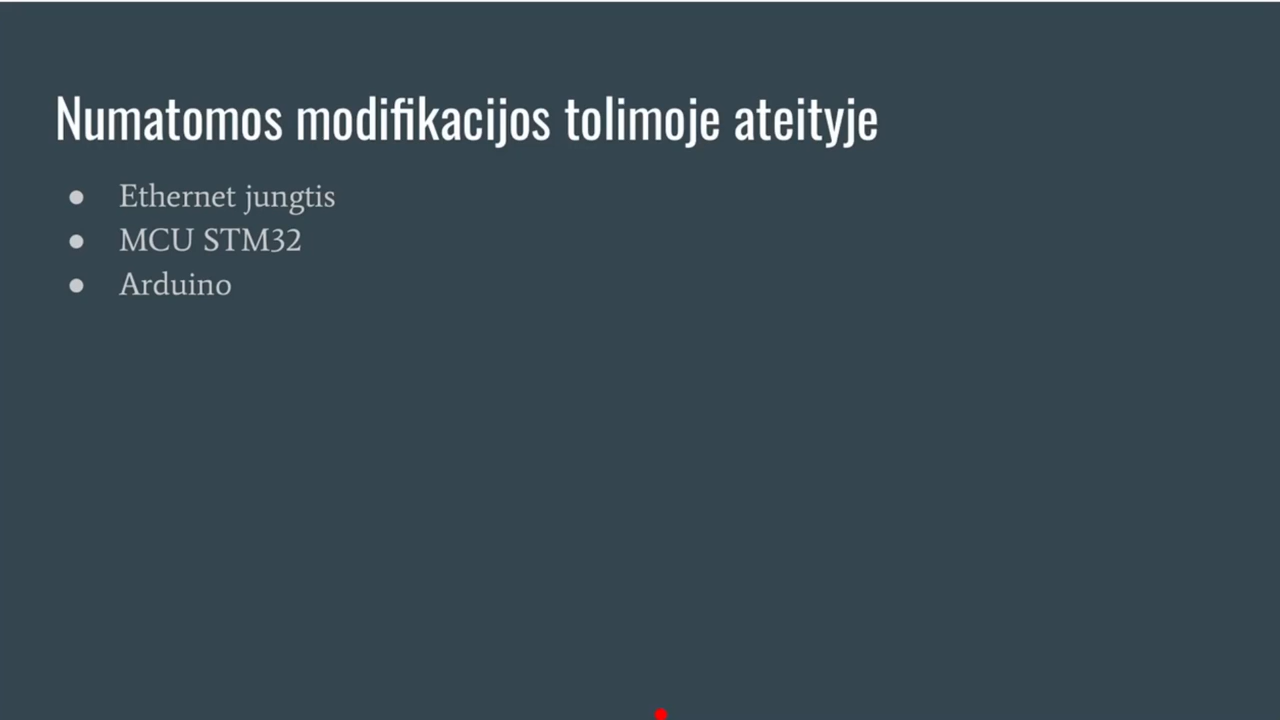 Numatomos modifikacijos tolimoje ateityje
● Ethernet jungtis
● MCU STM32
● Arduino